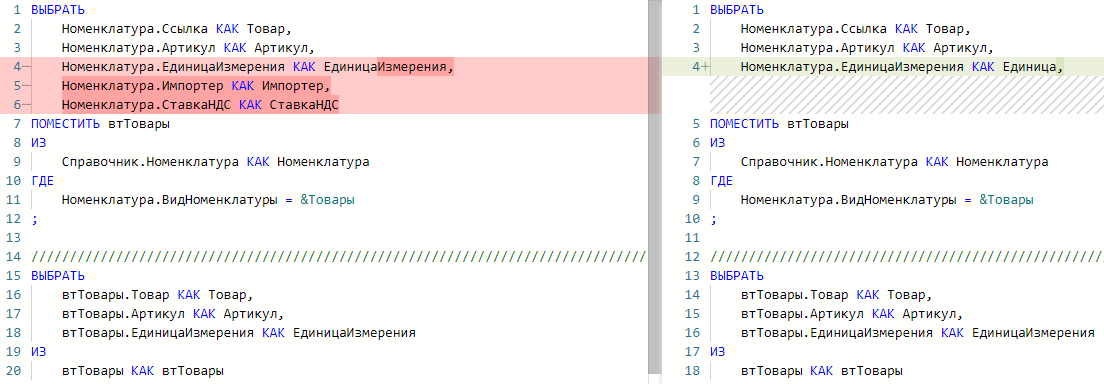 1 ВЫБРАТЬ
2 Номенклатура.Ссылка КАК Товар,
3 Номенклатура.Артикул КАК Артикул,
4− Номенклатура.ЕдиницаИзмерения КАК ЕдиницаИзмерения,
5− Номенклатура.Импортер КАК Импортер,
6− Номенклатура.СтавкаНДС КАК СтавкаНДС
7 ПОМЕСТИТЬ втТовары
8 ИЗ
9 Справочник.Номенклатура КАК Номенклатура
10 ГДЕ
11 Номенклатура.ВидНоменклатуры = &Товары
12 ;
13
14 ////////////////////////////////////////////////////////////////////////////////
15 ВЫБРАТЬ
16 втТовары.Товар КАК Товар,
17 втТовары.Артикул КАК Артикул,
18 втТовары.ЕдиницаИзмерения КАК ЕдиницаИзмерения
19 ИЗ
20 втТовары КАК втТовары
1 ВЫБРАТЬ
2 Номенклатура.Ссылка КАК Товар,
3 Номенклатура.Артикул КАК Артикул,
4+ Номенклатура.ЕдиницаИзмерения КАК Единица,
5 ПОМЕСТИТЬ втТовары
6 ИЗ
7 Справочник.Номенклатура КАК Номенклатура
8 ГДЕ
9 Номенклатура.ВидНоменклатуры = &Товары
10 ;
11
12 ///////////////////////////////////////////////////
13 ВЫБРАТЬ
14 втТовары.Товар КАК Товар,
15 втТовары.Артикул КАК Артикул,
16 втТовары.ЕдиницаИзмерения КАК ЕдиницаИзмерения
17 ИЗ
18 втТовары КАК втТовары